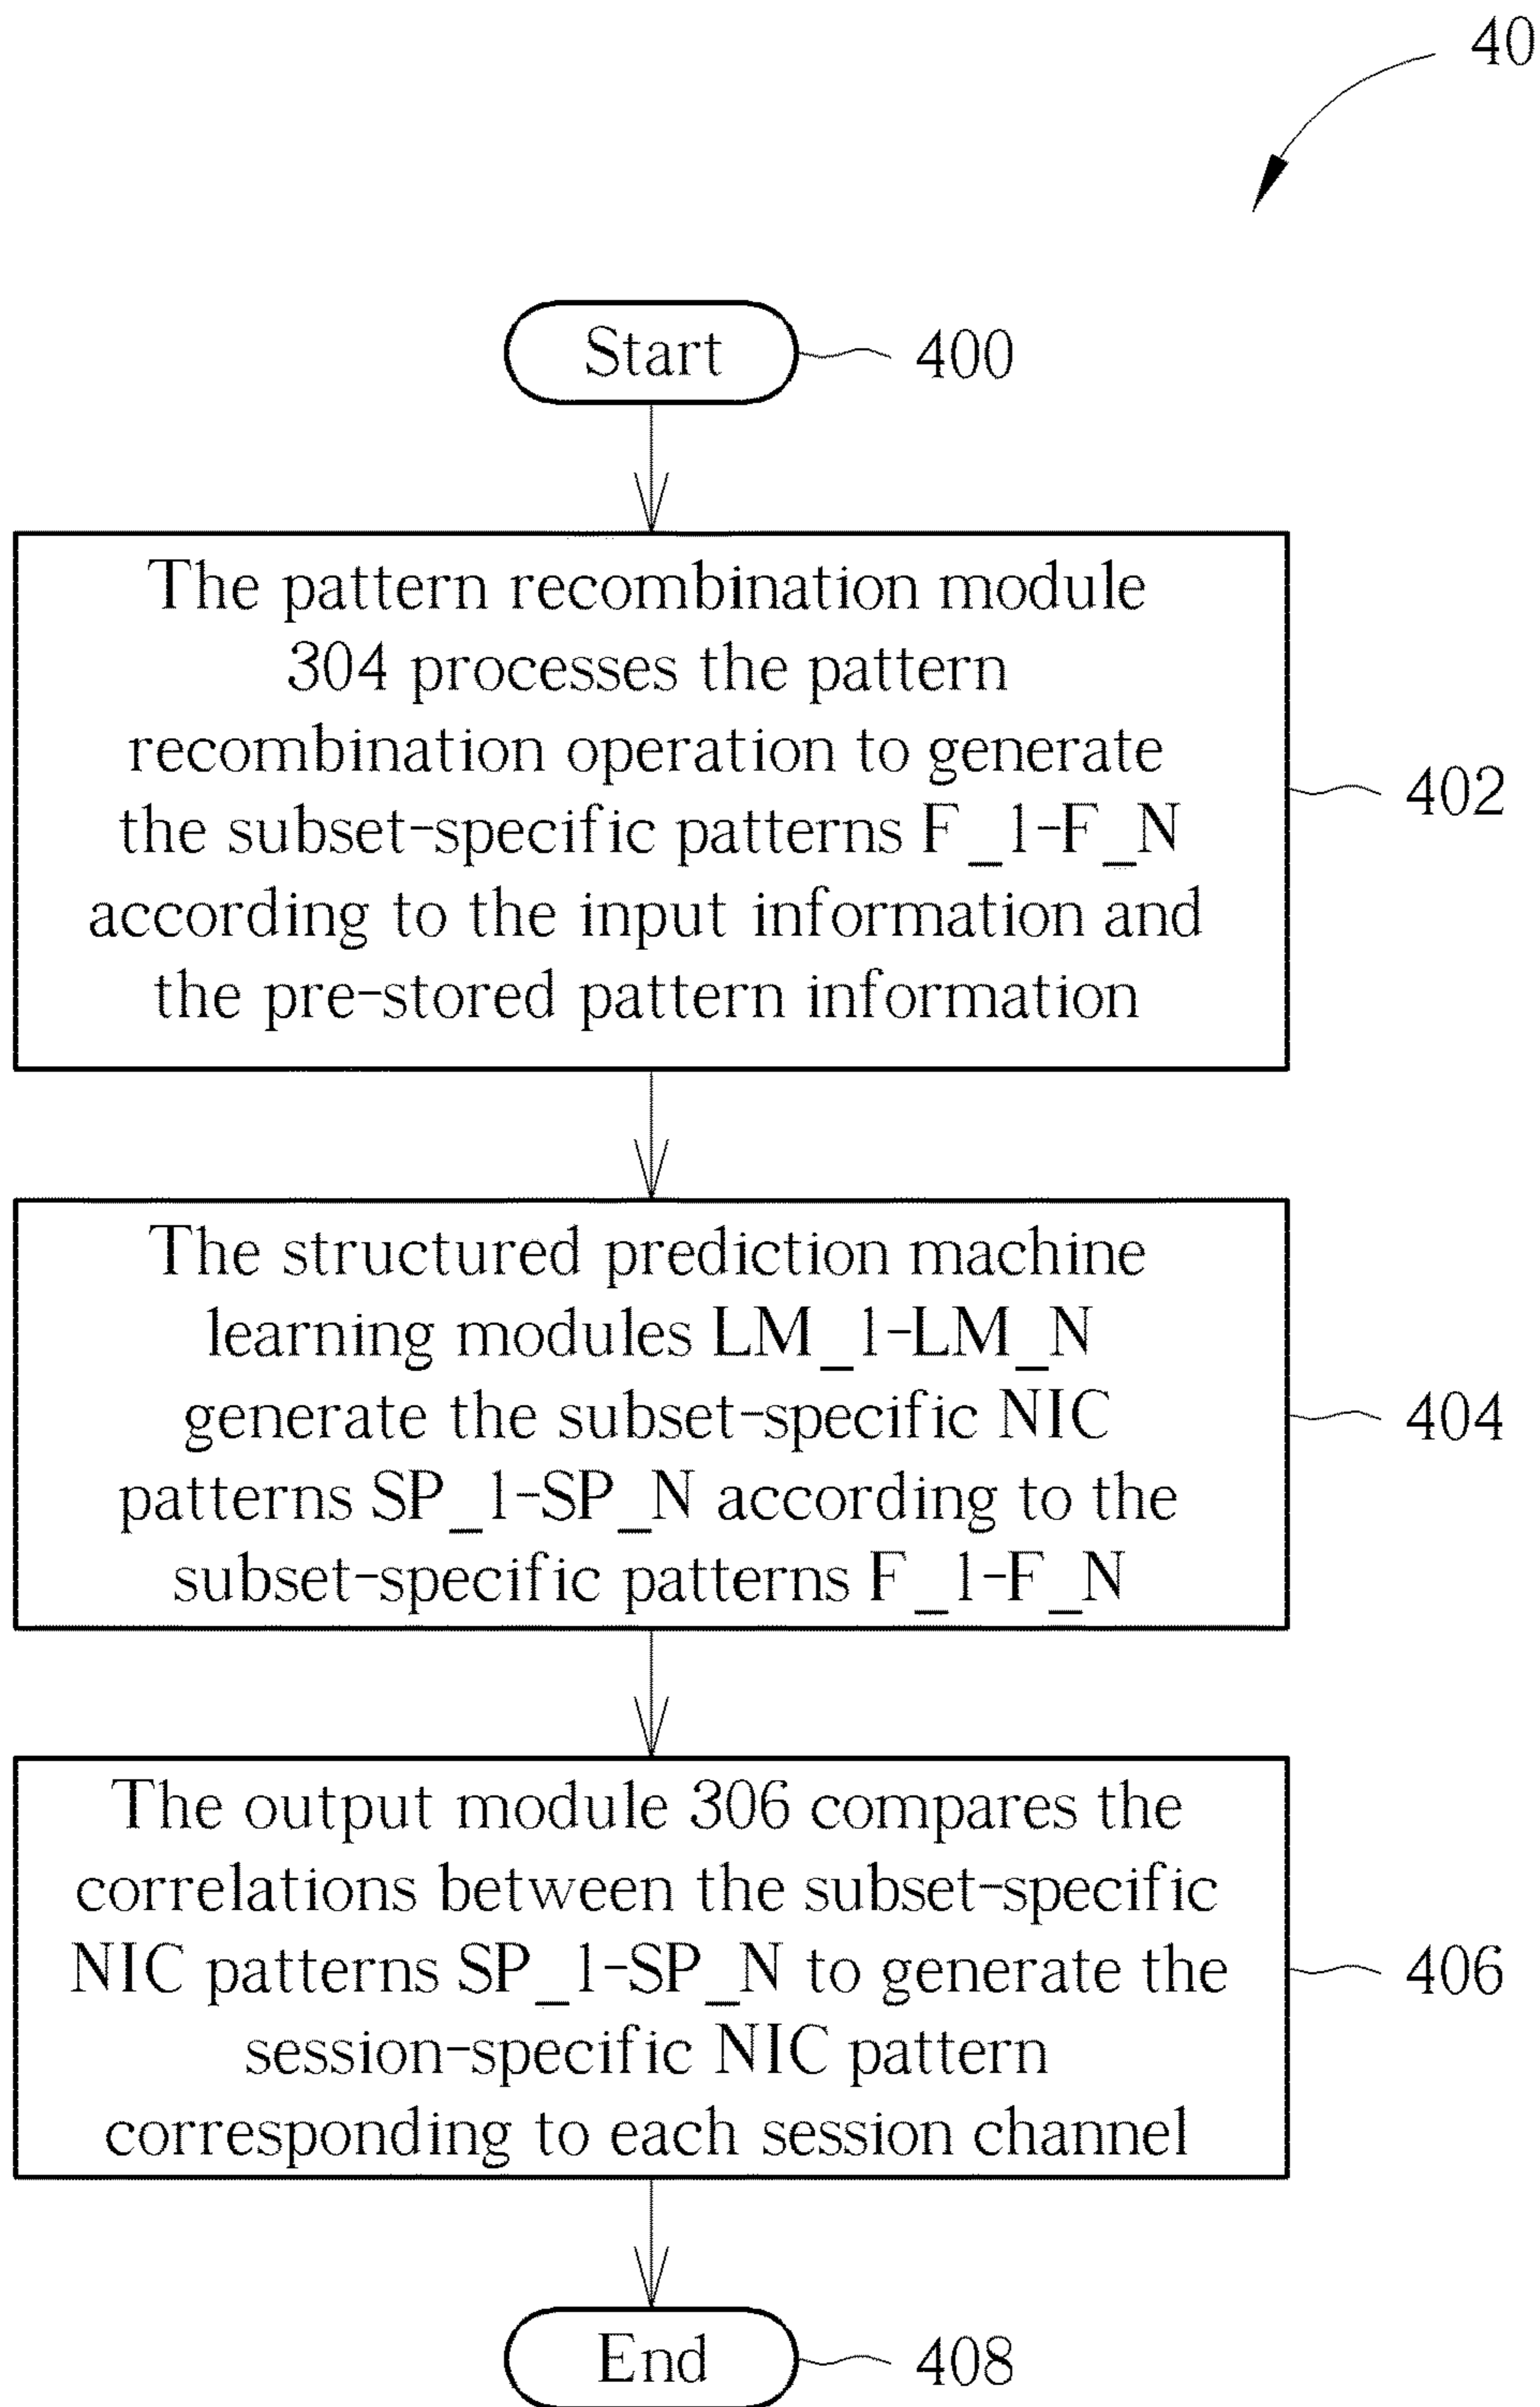 40
Start
400
The pattern recombination module
304 processes the pattern
recombination operation to generate
the subset-specific patterns F_1-F_N
according to the input information and
the pre-stored pattern information
402
The structured prediction machine
learning modules LM_1-LM_N
generate the subset-specific NIC
patterns SP_1-SP_N according to the
subset-specific patterns F_1-F_N
404
The output module 306 compares the
correlations between the subset-specific
NIC patterns SP_1-SP_N to generate the
session-specific NIC pattern
corresponding to each session channel
406
End
408